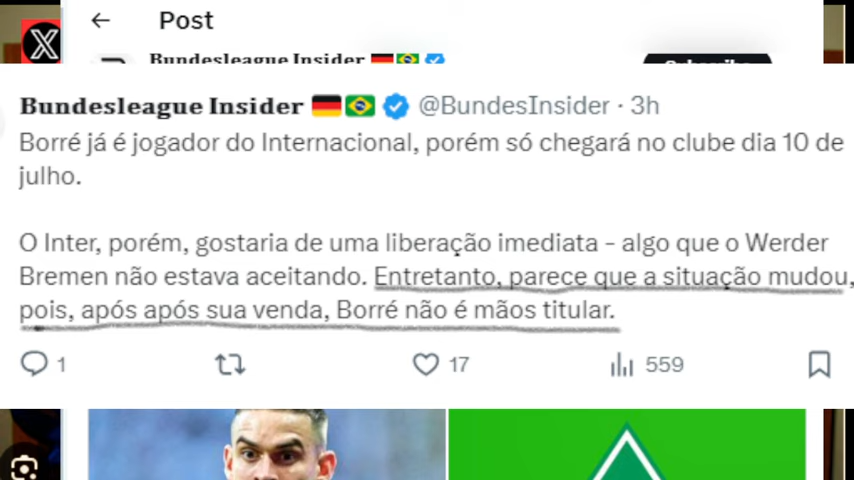 Post
Bundesleague Insider
Subscribe
Bundesleague Insider @BundesInsider · 3h
Borré já é jogador do Internacional, porém só chegará no clube dia 10 de
julho.
O Inter, porém, gostaria de uma liberação imediata - algo que o Werder
Bremen não estava aceitando. Entretanto, parece que a situação mudou,
pois, após após sua venda, Borré não é mãos titular.
1
17
559